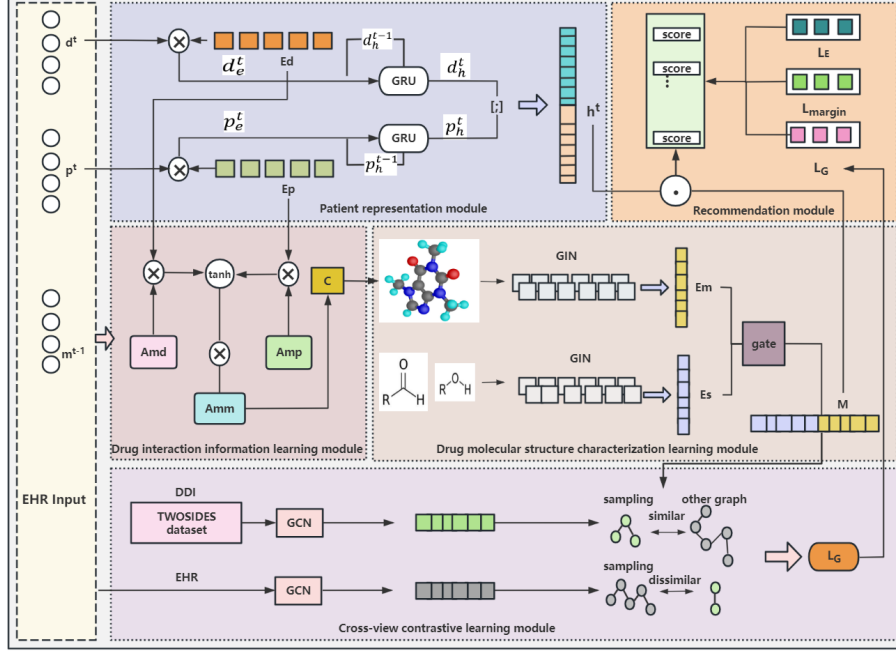 d^t
p^t
m^{t-1}
EHR Input
Ed
d_e^t
d_h^{t-1}
GRU
d_h^t
[;]
h^t
p_e^t
GRU
p_h^t
p_h^{t-1}
Ep
Patient representation module
score
score
score
L_E
L_margin
L_G
Recommendation module
tanh
C
Amd
Amp
Amm
Drug interaction information learning module
GIN
Em
R
O
H
R
O
H
GIN
Es
gate
M
Drug molecular structure characterization learning module
DDI
TWOSIDES
dataset
GCN
EHR
GCN
sampling
other graph
similar
sampling
dissimilar
L_G
Cross-view contrastive learning module